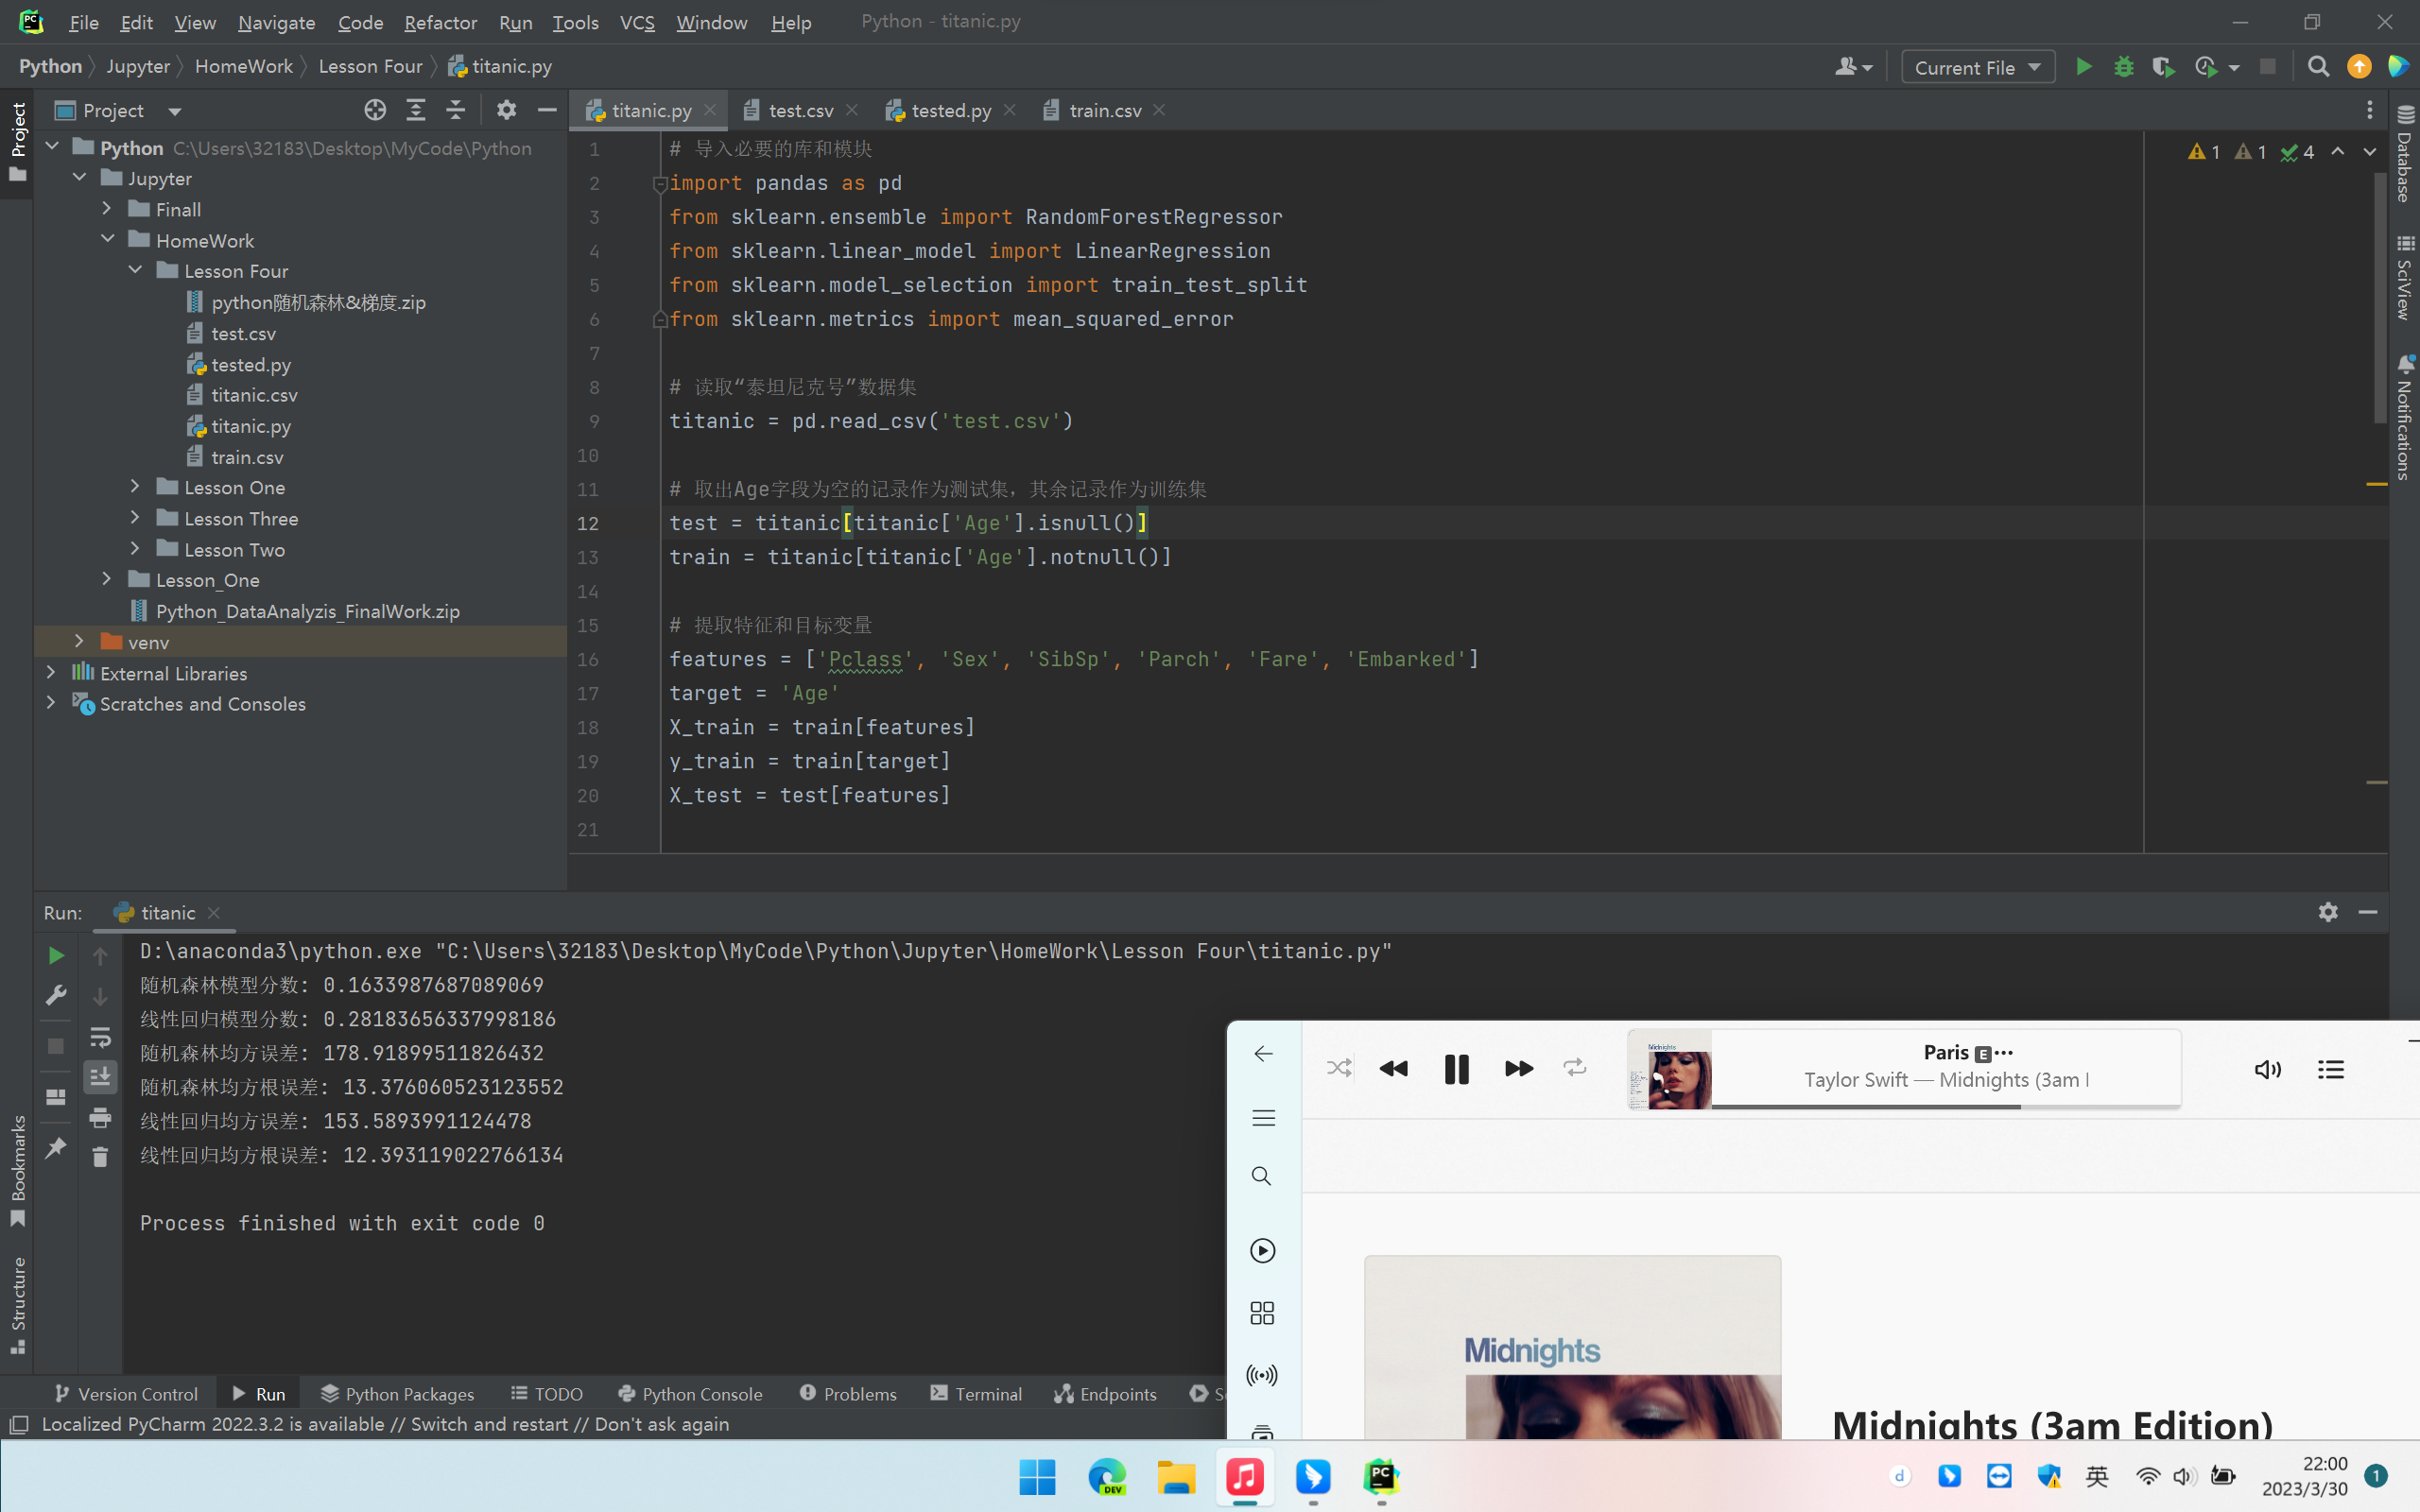 File Edit View Navigate Code Refactor Run Tools VCS Window Help Python - titanic.py
Python Jupyter HomeWork Lesson Four titanic.py
Current File
Project
titanic.py test.csv tested.py train.csv
Project
Python C:\Users\32183\Desktop\MyCode\Python
Jupyter
Finall
HomeWork
Lesson Four
python随机森林&梯度.zip
test.csv
tested.py
titanic.csv
titanic.py
train.csv
Lesson One
Lesson Three
Lesson Two
Lesson_One
Python_DataAnalyzis_FinalWork.zip
venv
External Libraries
Scratches and Consoles
1 # 导入必要的库和模块
2 import pandas as pd
3 from sklearn.ensemble import RandomForestRegressor
4 from sklearn.linear_model import LinearRegression
5 from sklearn.model_selection import train_test_split
6 from sklearn.metrics import mean_squared_error
7
8 # 读取“泰坦尼克号”数据集
9 titanic = pd.read_csv('test.csv')
10
11 # 取出Age字段为空的记录作为测试集，其余记录作为训练集
12 test = titanic[titanic['Age'].isnull()]
13 train = titanic[titanic['Age'].notnull()]
14
15 # 提取特征和目标变量
16 features = ['Pclass', 'Sex', 'SibSp', 'Parch', 'Fare', 'Embarked']
17 target = 'Age'
18 X_train = train[features]
19 y_train = train[target]
20 X_test = test[features]
21
1 1 4
Database
SciView
Notifications
Run: titanic
D:\anaconda3\python.exe "C:\Users\32183\Desktop\MyCode\Python\Jupyter\HomeWork\Lesson Four\titanic.py"
随机森林模型分数: 0.1633987687089069
线性回归模型分数: 0.28183656337998186
随机森林均方误差: 178.91899511826432
随机森林均方根误差: 13.376060523123552
线性回归均方误差: 153.5893991124478
线性回归均方根误差: 12.393119022766134
Process finished with exit code 0
Bookmarks
Structure
Paris E
Taylor Swift — Midnights (3am
Midnights
Midnights (3am Edition)
Version Control Run Python Packages TODO Python Console Problems Terminal Endpoints
Localized PyCharm 2022.3.2 is available // Switch and restart // Don't ask again
DEV
PC
英
22:00
2023/3/30
1